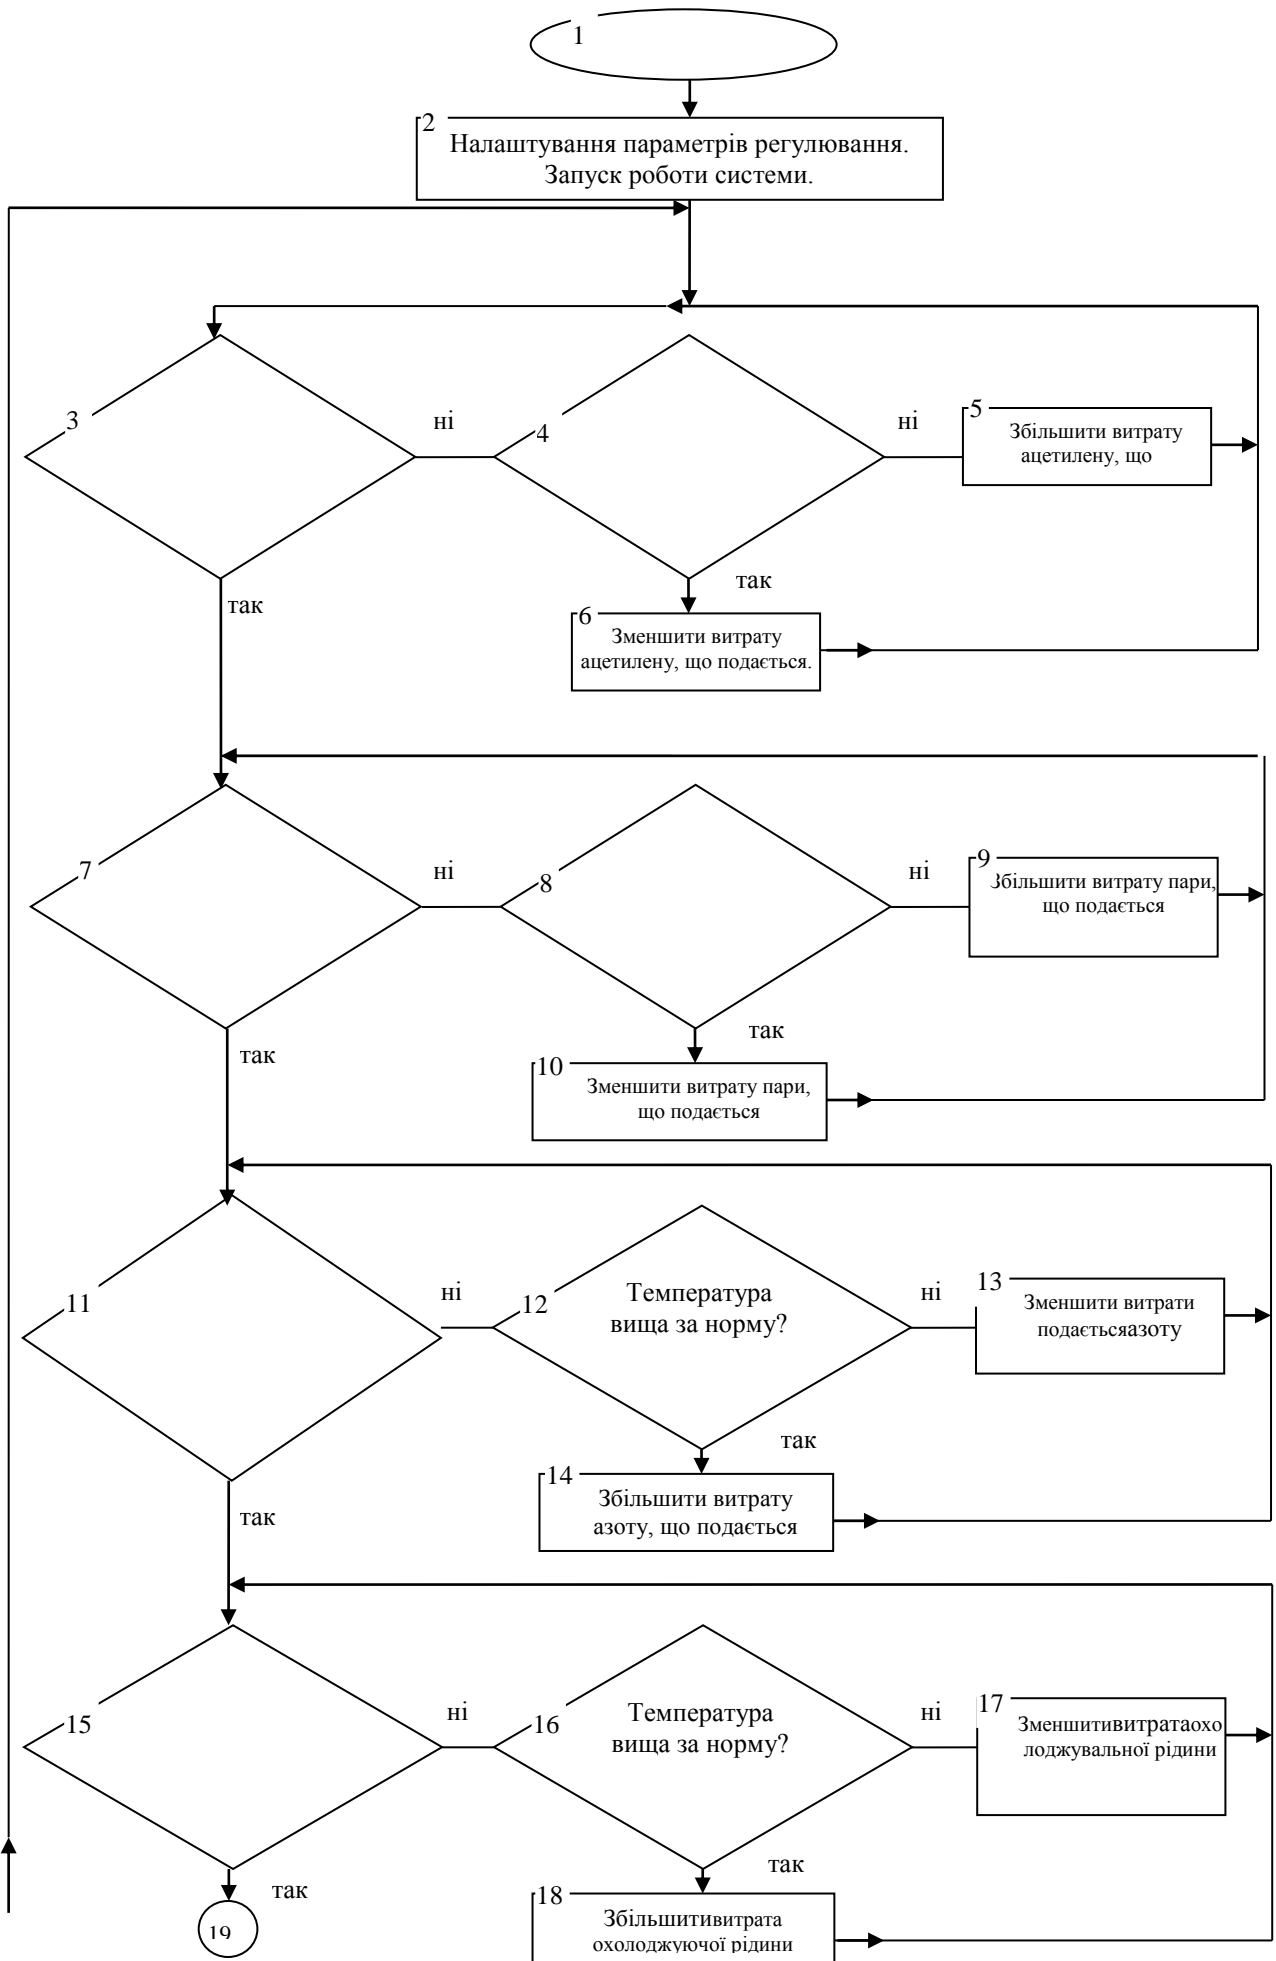 1
2
Налаштування параметрів регулювання.
Запуск роботи системи.
3
ні
4
ні
5
Збільшити витрату
ацетилену, що
так
так
6
Зменшити витрату
ацетилену, що подається.
7
ні
8
ні
9
Збільшити витрату пари,
що подається
так
так
10
Зменшити витрату пари,
що подається
11
ні
12
Температура
вища за норму?
ні
13
Зменшити витрати
подаєтьсяазоту
так
так
14
Збільшити витрату
азоту, що подається
15
ні
16
Температура
вища за норму?
ні
17
Зменшитивитратаохо
лоджувальної рідини
так
так
18
Збільшитивитрата
охолоджуючої рідини
19